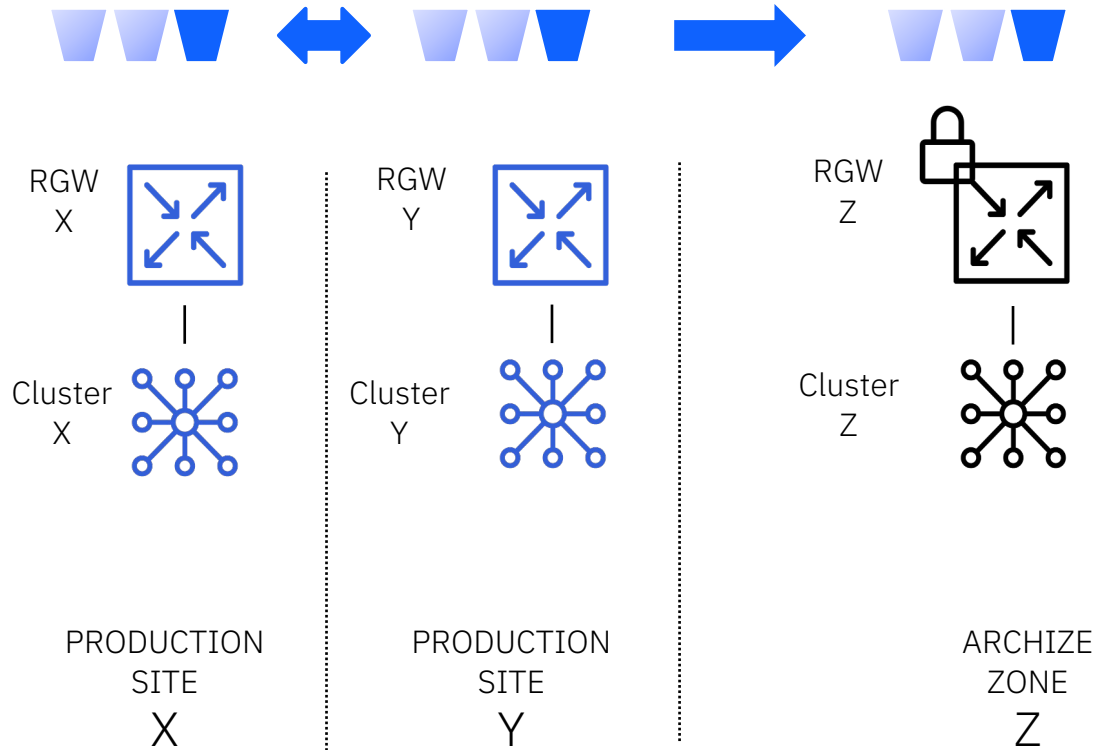 RGW
X
RGW
Y
RGW
Z
Cluster
X
Cluster
Y
Cluster
Z
PRODUCTION
SITE
X
PRODUCTION
SITE
Y
ARCHIZE
ZONE
Z